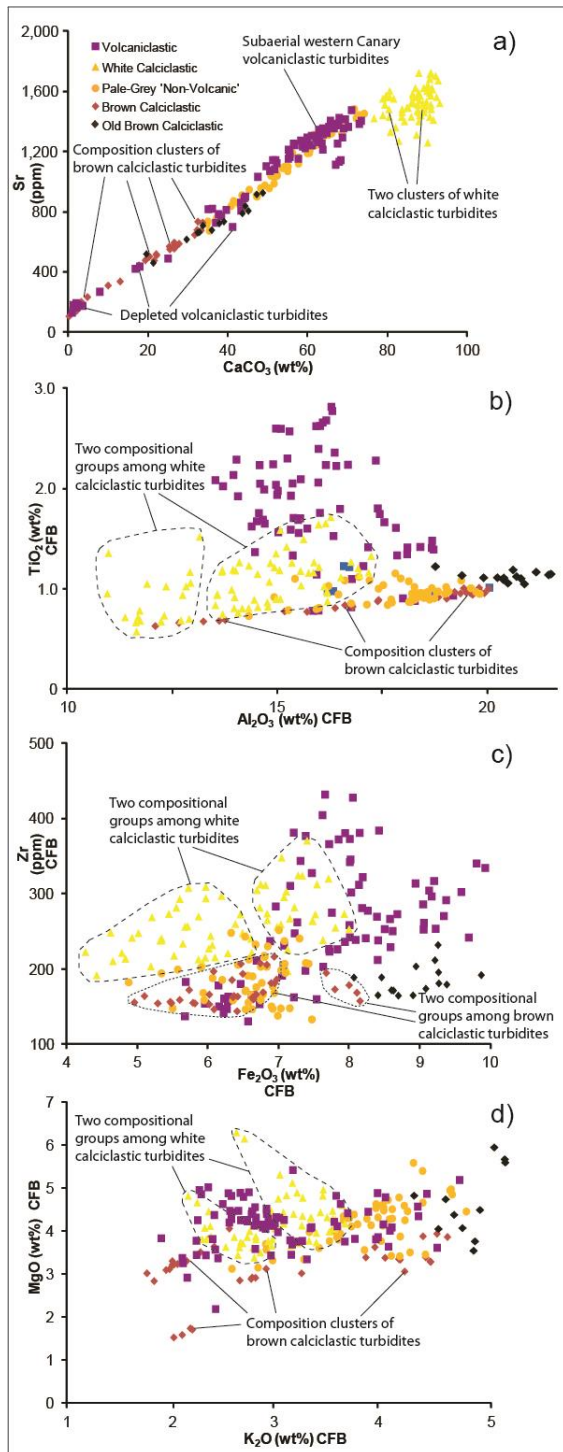 a)
Volcaniclastic
White Calciclastic
Pale-Grey 'Non-Volcanic'
Brown Calciclastic
Old Brown Calciclastic
Subaerial western Canary
volcaniclastic turbidites
Composition clusters of
brown calciclastic turbidites
Two clusters of white
calciclastic turbidites
Depleted volcaniclastic turbidites
2,000
1,600
1,200
800
400
0
Sr
(ppm)
0 20 40 60 80 100
CaCO₃ (wt%)
b)
Two compositional
groups among white
calciclastic turbidites
Composition clusters of
brown calciclastic turbidites
3.0
2.0
1.0
0
TiO₂ (wt%)
CFB
10 15 20
Al₂O₃ (wt%) CFB
c)
Two compositional
groups among white
calciclastic turbidites
Two compositional
groups among brown
calciclastic turbidites
500
400
300
200
100
Zr
(ppm)
CFB
4 5 6 7 8 9 10
Fe₂O₃ (wt%)
CFB
d)
Two compositional
groups among white
calciclastic turbidites
Composition clusters of
brown calciclastic turbidites
7
6
5
4
3
2
1
0
MgO (wt%) CFB
1 2 3 4 5
K₂O (wt%) CFB